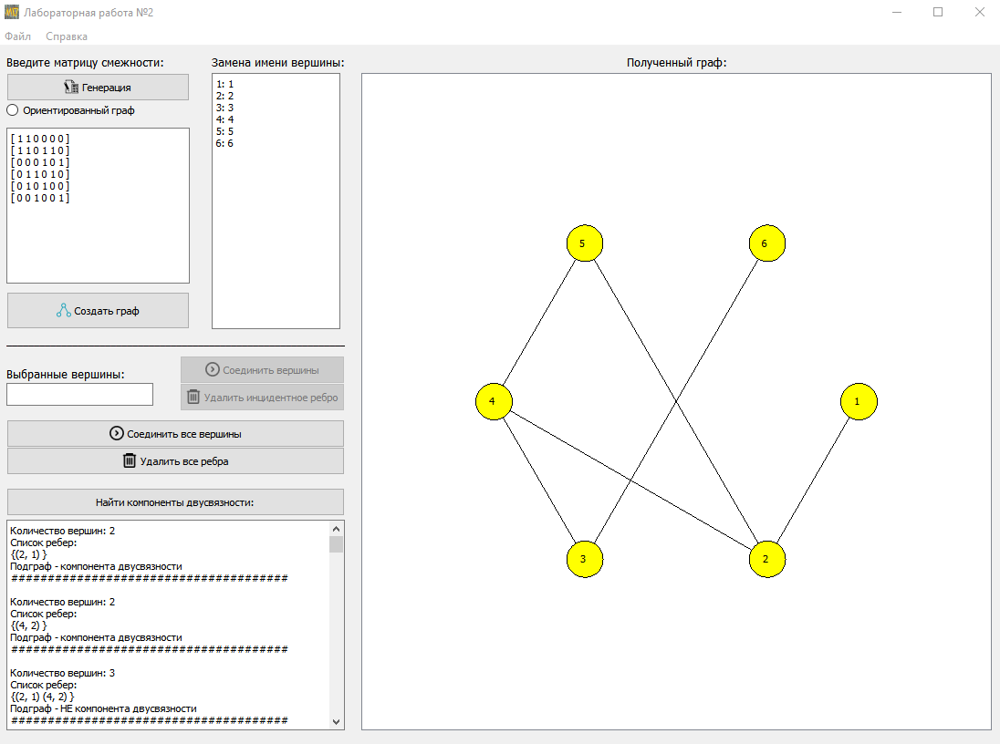 Лабораторная работа №2
Файл Справка
Введите матрицу смежности:
Генерация
Ориентированный граф
[ 1 1 0 0 0 0 ]
[ 1 1 0 1 1 0 ]
[ 0 0 0 1 0 1 ]
[ 0 1 1 0 1 0 ]
[ 0 1 0 1 0 0 ]
[ 0 0 1 0 0 1 ]
Создать граф
Замена имени вершины:
1: 1
2: 2
3: 3
4: 4
5: 5
6: 6
Выбранные вершины:
Соединить вершины
Удалить инцидентное ребро
Соединить все вершины
Удалить все ребра
Найти компоненты двусвязности:
Количество вершин: 2
Список ребер:
{(2, 1) }
Подграф - компонента двусвязности
######################################
Количество вершин: 2
Список ребер:
{(4, 2) }
Подграф - компонента двусвязности
######################################
Количество вершин: 3
Список ребер:
{(2, 1) (4, 2) }
Подграф - НЕ компонента двусвязности
######################################
Полученный граф:
5
6
4
1
3
2